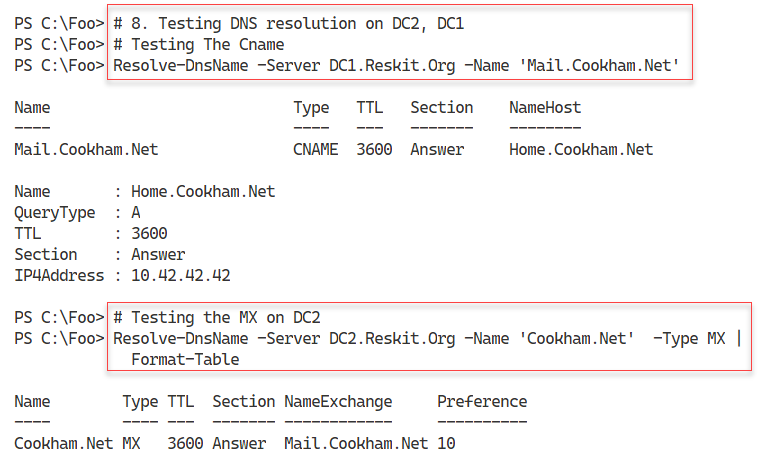 PS C:\Foo> # 8. Testing DNS resolution on DC2, DC1
PS C:\Foo> # Testing The Cname
PS C:\Foo> Resolve-DnsName -Server DC1.Reskit.Org -Name 'Mail.Cookham.Net'
Name Type TTL Section NameHost
---- ---- --- ------- --------
Mail.Cookham.Net CNAME 3600 Answer Home.Cookham.Net
Name : Home.Cookham.Net
QueryType : A
TTL : 3600
Section : Answer
IP4Address : 10.42.42.42
PS C:\Foo> # Testing the MX on DC2
PS C:\Foo> Resolve-DnsName -Server DC2.Reskit.Org -Name 'Cookham.Net' -Type MX |
Format-Table
Name Type TTL Section NameExchange Preference
---- ---- --- ------- ------------ ----------
Cookham.Net MX 3600 Answer Mail.Cookham.Net 10